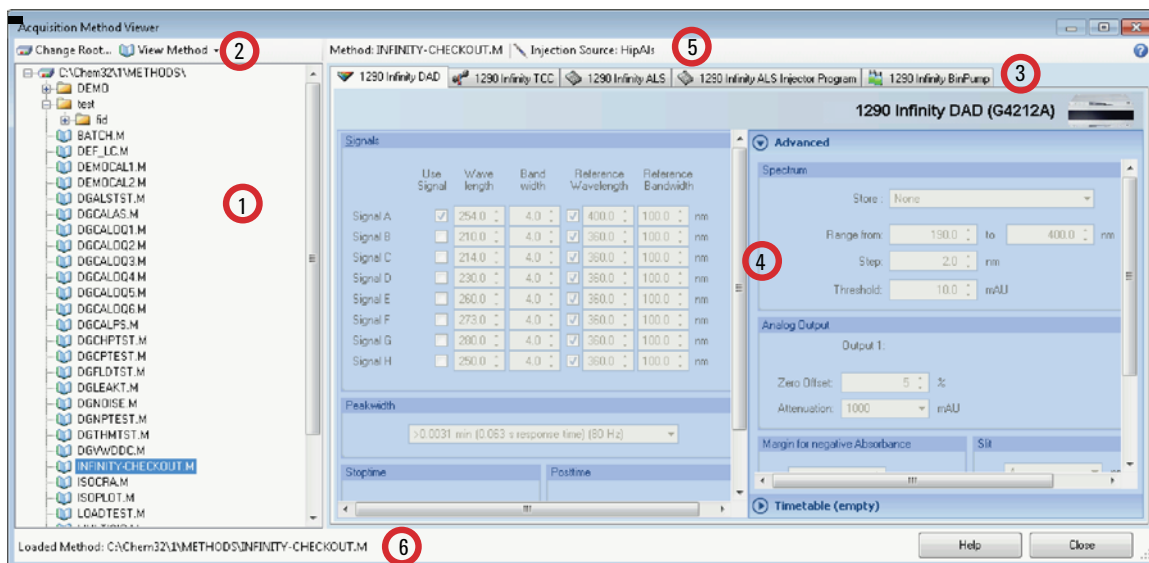 Acquisition Method Viewer
Change Root... View Method 2
Method: INFINITY-CHECKOUT.M Injection Source: HipAls 5
C:\Chem32\1\METHODS\
DEMO
test
fid
BATCH.M
DEF_LC.M
DEMOCAL1.M
DEMOCAL2.M
DGALSTST.M
DGCALAS.M
DGCALOQ1.M
DGCALOQ2.M
DGCALOQ3.M
DGCALOQ4.M
DGCALOQ5.M
DGCALOQ6.M
DGCALPS.M
DGCHPTST.M
DGCPTEST.M
DGFLDTST.M
DGLEAKT.M
DGNOISE.M
DGNPTEST.M
DGTHMTST.M
DGVWDDC.M
INFINITY-CHECKOUT.M
ISOCRA.M
ISOPLOT.M
LOADTEST.M
1
1290 Infinity DAD 1290 Infinity TCC 1290 Infinity ALS 1290 Infinity ALS Injector Program 1290 Infinity BinPump 3
1290 Infinity DAD (G4212A)
Signals
Use Signal Wave length Band width Reference Wavelength Reference Bandwidth
Signal A 254.0 4.0 400.0 100.0 nm
Signal B 210.0 4.0 360.0 100.0 nm
Signal C 214.0 4.0 360.0 100.0 nm
Signal D 230.0 4.0 360.0 100.0 nm
Signal E 260.0 4.0 360.0 100.0 nm
Signal F 273.0 4.0 360.0 100.0 nm
Signal G 280.0 4.0 360.0 100.0 nm
Signal H 250.0 4.0 360.0 100.0 nm
Peakwidth
>0.0031 min (0.063 s response time) (80 Hz)
Stoptime Posttime
4
Advanced
Spectrum
Store : None
Range from: 190.0 to 400.0 nm
Step: 2.0 nm
Threshold: 10.0 mAU
Analog Output
Output 1:
Zero Offset: 5 %
Attenuation: 1000 mAU
Margin for negative Absorbance Slit
Timetable (empty)
Loaded Method: C:\Chem32\1\METHODS\INFINITY-CHECKOUT.M 6
Help Close